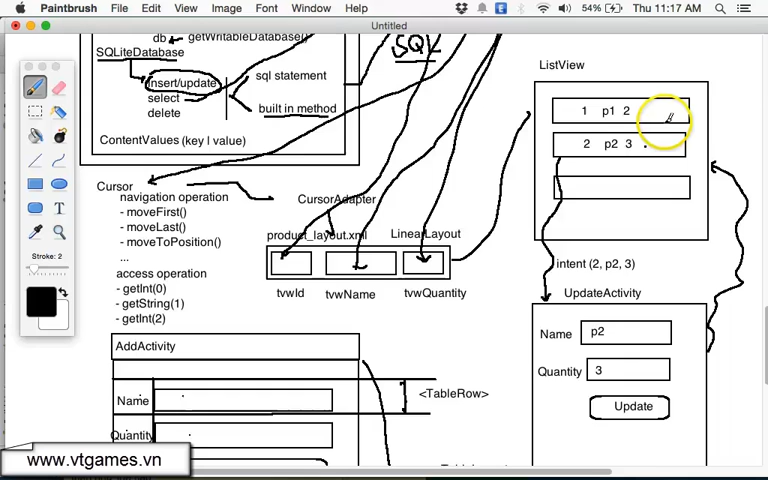 Paintbrush File Edit View Image Font Window Help 54% Thu 11:17 AM
Untitled
db getWritableDatabase()
SQL
SQLiteDatabase
insert/update
select
delete
sql statement
built in method
ContentValues (key | value)
ListView
1 p1 2
2 p2 3
Cursor
navigation operation
- moveFirst()
- moveLast()
- moveToPosition()
...
access operation
- getInt(0)
- getString(1)
- getInt(2)
CursorAdapter
product_layout.xml LinearLayout
tvwId tvwName tvwQuantity
intent (2, p2, 3)
UpdateActivity
Name p2
Quantity 3
Update
Stroke: 2
AddActivity
Name
Quantity
<TableRow>
www.vtgames.vn